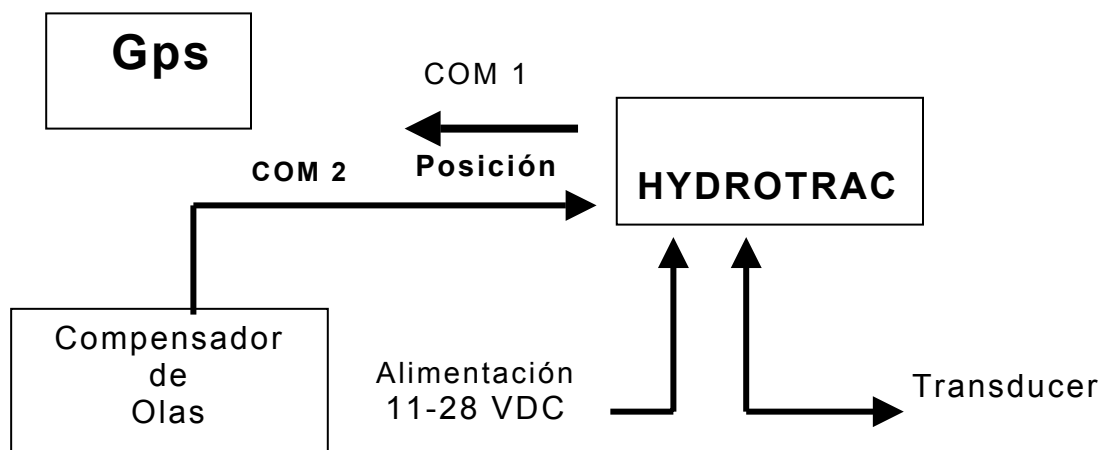 Gps
COM 1
COM 2
Posición
HYDROTRAC
Compensador
de
Olas
Alimentación
11-28 VDC
Transducer